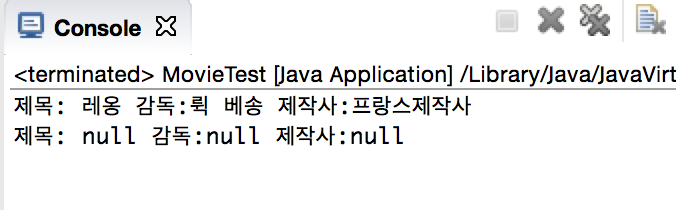 Console
<terminated> MovieTest [Java Application] /Library/Java/JavaVirt
제목: 레옹 감독:뤽 베송 제작사:프랑스제작사
제목: null 감독:null 제작사:null